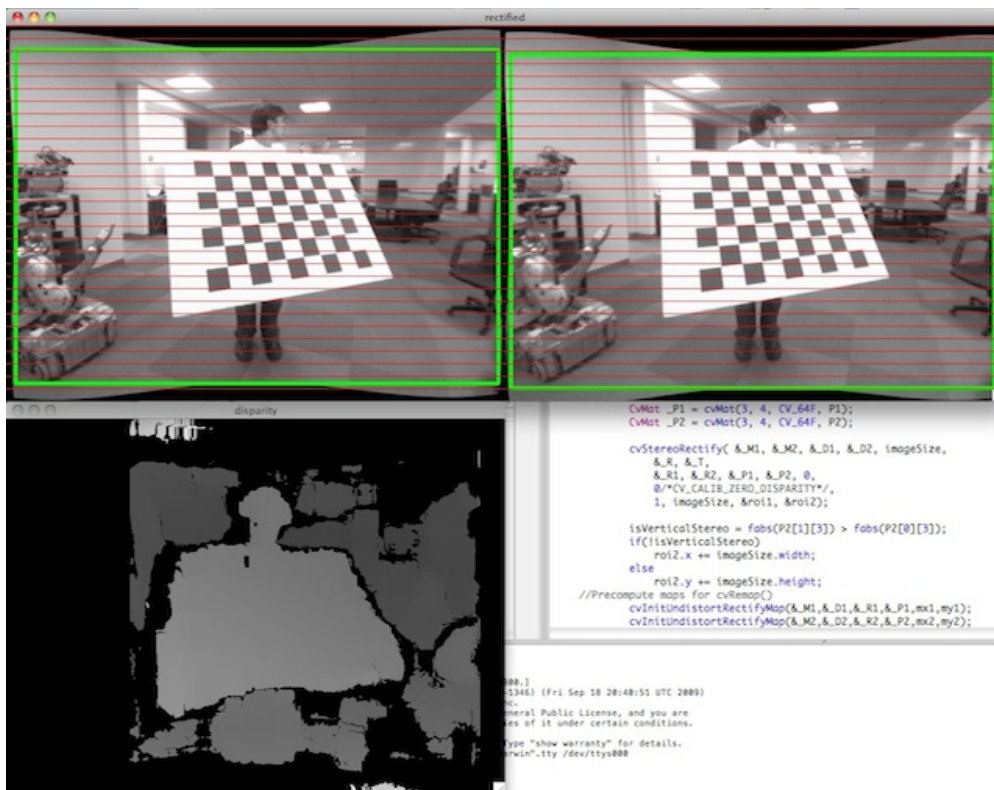 rectified
disparity
CvMat _P1 = cvMat(3, 4, CV_64F, P1);
CvMat _P2 = cvMat(3, 4, CV_64F, P2);
cvStereoRectify( &_M1, &_M2, &_D1, &_D2, imageSize,
&_R, &_T,
&_R1, &_R2, &_P1, &_P2, 0,
0/*CV_CALIB_ZERO_DISPARITY*/,
1, imageSize, &roi1, &roi2);
isVerticalStereo = fabs(P2[1][3]) > fabs(P2[0][3]);
if(!isVerticalStereo)
roi2.x += imageSize.width;
else
roi2.y += imageSize.height;
//Precompute maps for cvRemap()
cvInitUndistortRectifyMap(&_M1,&_D1,&_R1,&_P1,mx1,my1);
cvInitUndistortRectifyMap(&_M2,&_D2,&_R2,&_P2,mx2,my2);
-1346) (Fri Sep 18 20:40:51 UTC 2009)
nc.
eneral Public License, and you are
ies of it under certain conditions.
Type "show warranty" for details.
arwin".tty /dev/ttys000